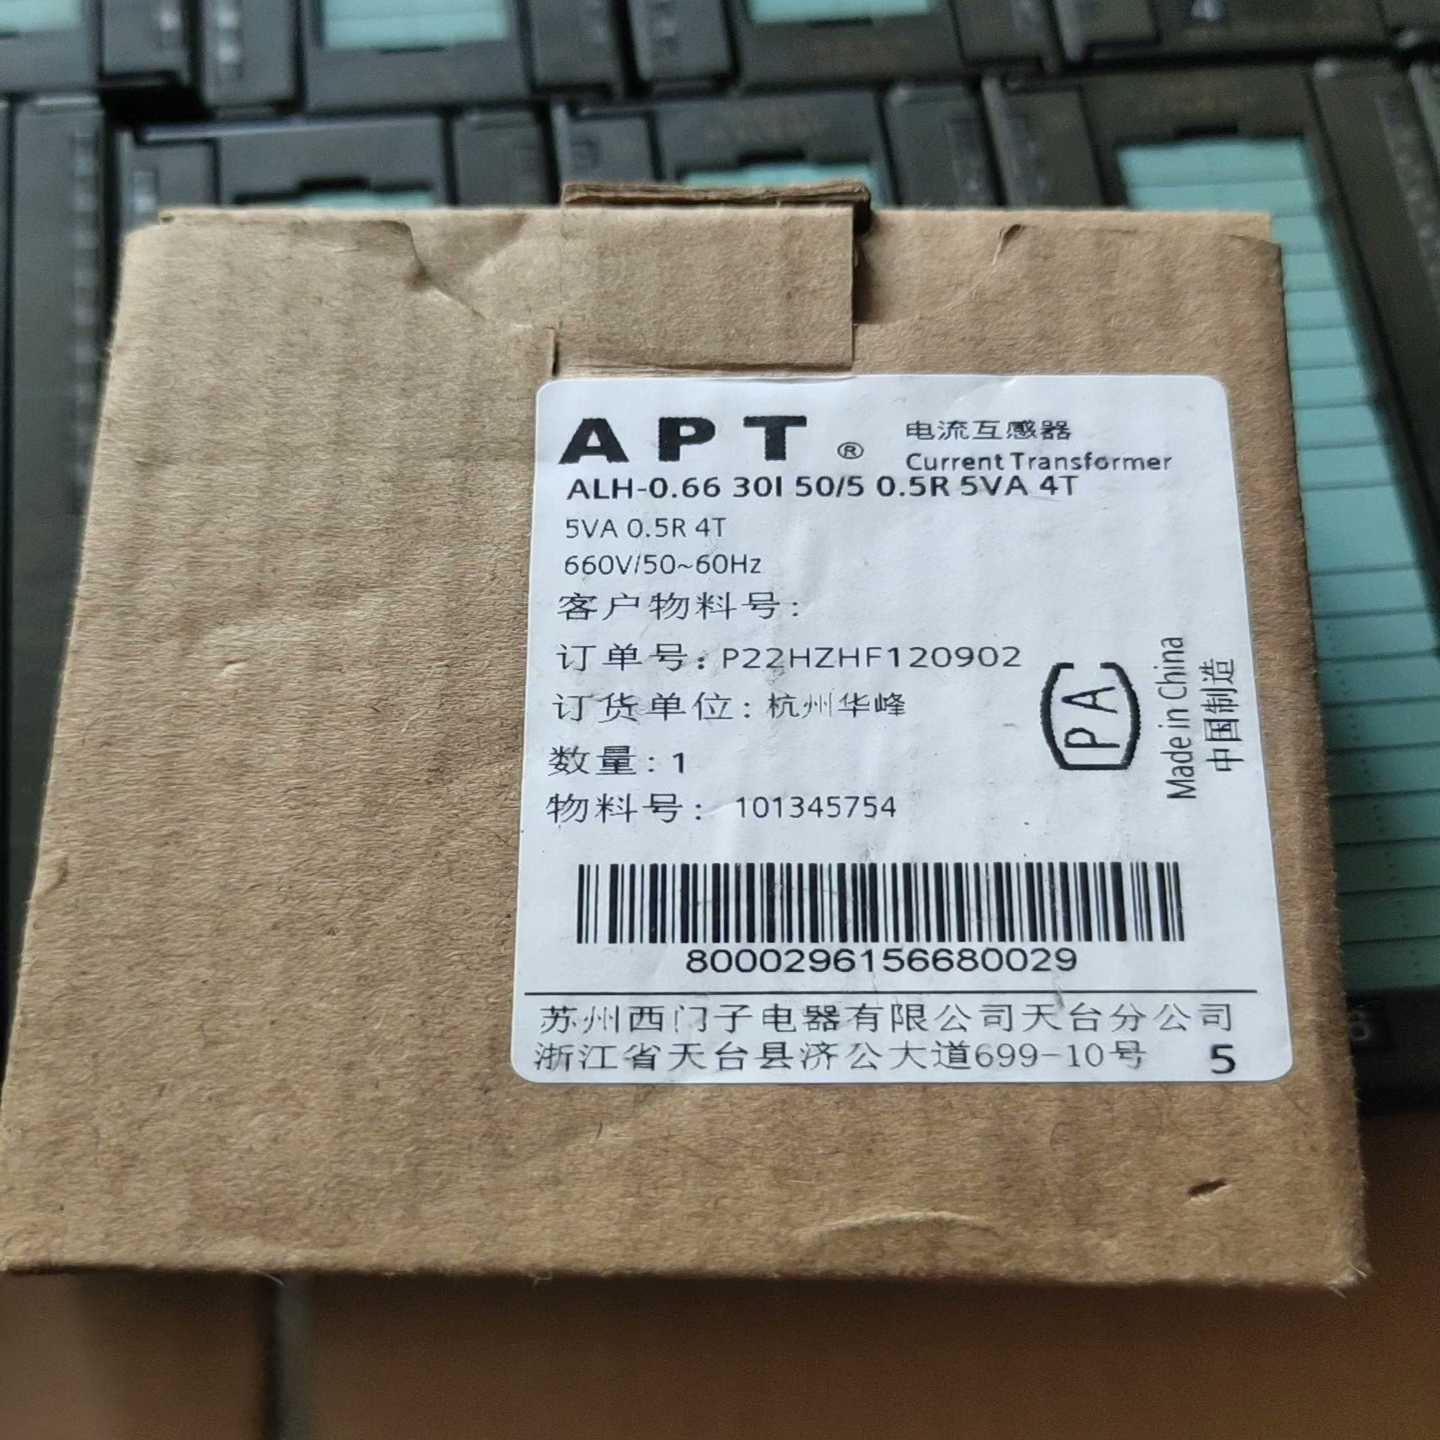 APT ®
电流互感器
Current Transformer
ALH-0.66 30I 50/5 0.5R 5VA 4T
5VA 0.5R 4T
660V/50~60Hz
客户物料号:
订单号: P22HZHF120902
订货单位: 杭州华峰
数量: 1
物料号: 101345754
PA
Made in China
中国制造
8000296156680029
苏州西门子电器有限公司天台分公司
浙江省天台县济公大道699-10号 5